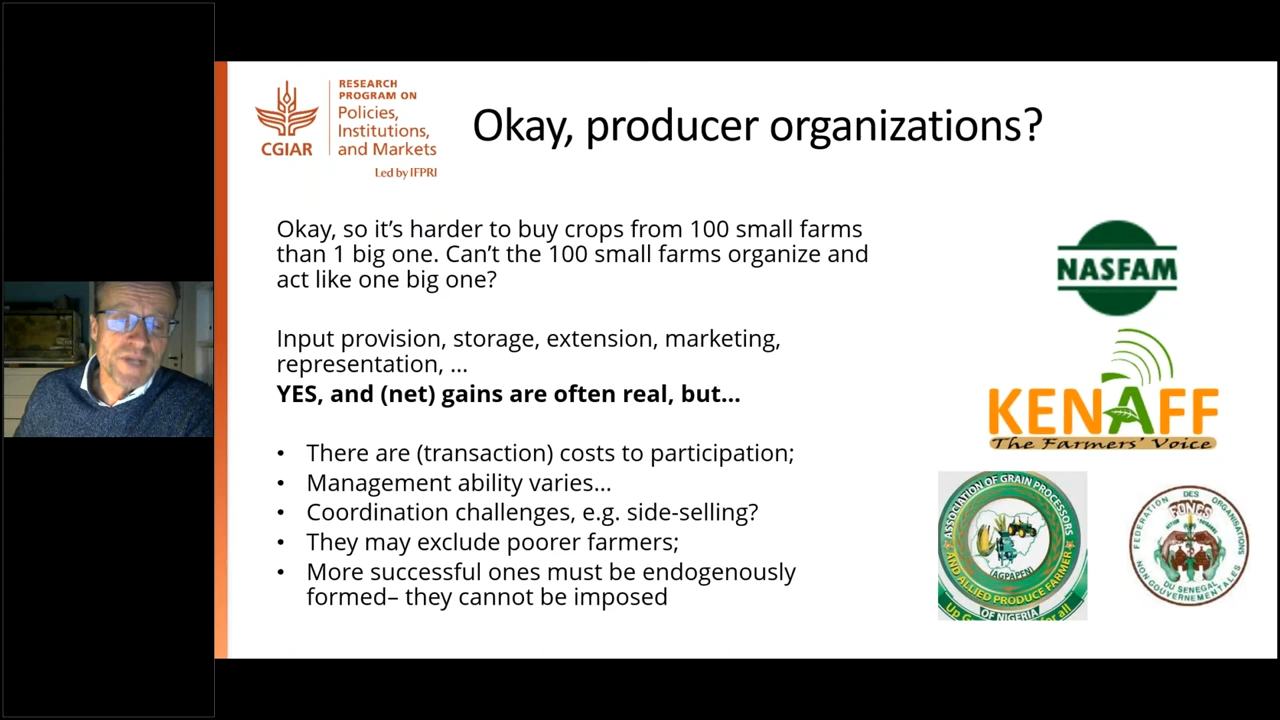 RESEARCH
PROGRAM ON
Policies,
Institutions,
and Markets
CGIAR
Led by IFPRI
Okay, producer organizations?
Okay, so it’s harder to buy crops from 100 small farms
than 1 big one. Can’t the 100 small farms organize and
act like one big one?
Input provision, storage, extension, marketing,
representation, …
YES, and (net) gains are often real, but…
• There are (transaction) costs to participation;
• Management ability varies…
• Coordination challenges, e.g. side-selling?
• They may exclude poorer farmers;
• More successful ones must be endogenously
formed– they cannot be imposed
NASFAM
KENAFF
The Farmers' Voice
ASSOCIATION OF GRAIN PROCESSORS
AND ALLIED PRODUCE FARMER
(AGPAPFN)
OF NIGERIA
for all
FEDERATION DES ORGANISATIONS
NON GOUVERNEMENTALES
FONGS
DU SENEGAL